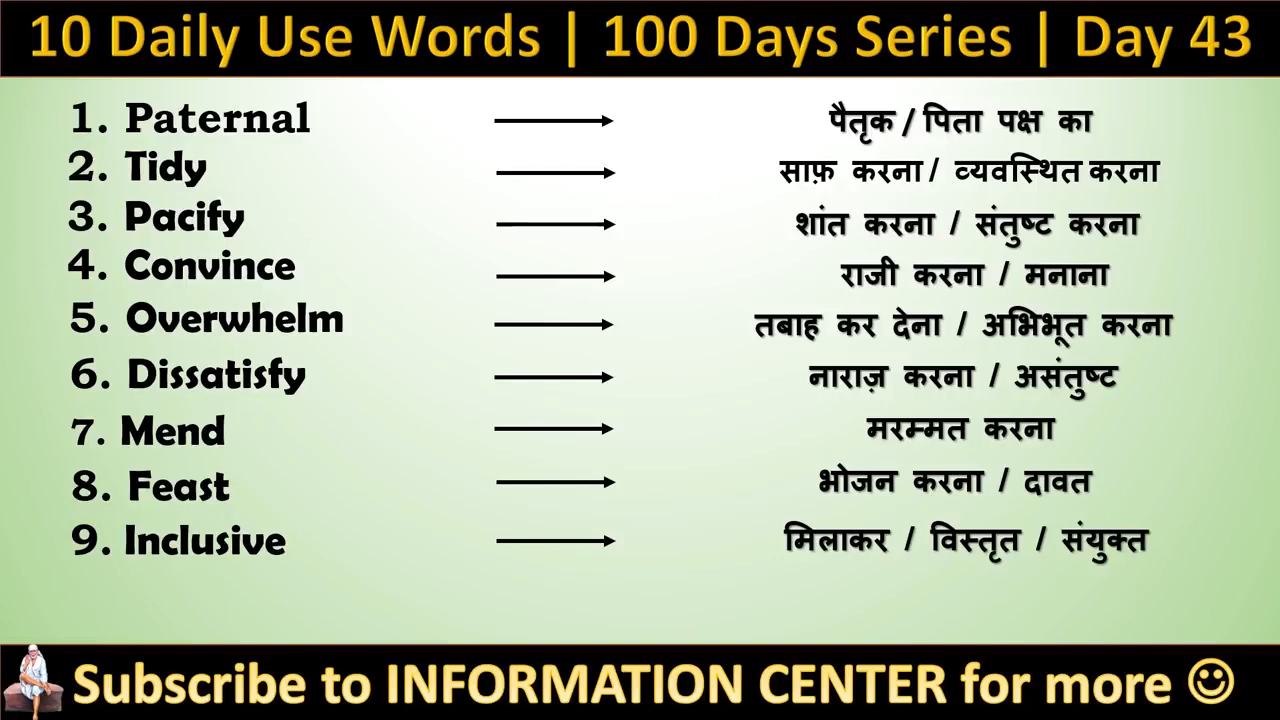 10 Daily Use Words | 100 Days Series | Day 43
1. Paternal → पैतृक / पिता पक्ष का
2. Tidy → साफ़ करना / व्यवस्थित करना
3. Pacify → शांत करना / संतुष्ट करना
4. Convince → राजी करना / मनाना
5. Overwhelm → तबाह कर देना / अभिभूत करना
6. Dissatisfy → नाराज़ करना / असंतुष्ट
7. Mend → मरम्मत करना
8. Feast → भोजन करना / दावत
9. Inclusive → मिलाकर / विस्तृत / संयुक्त
Subscribe to INFORMATION CENTER for more ☺